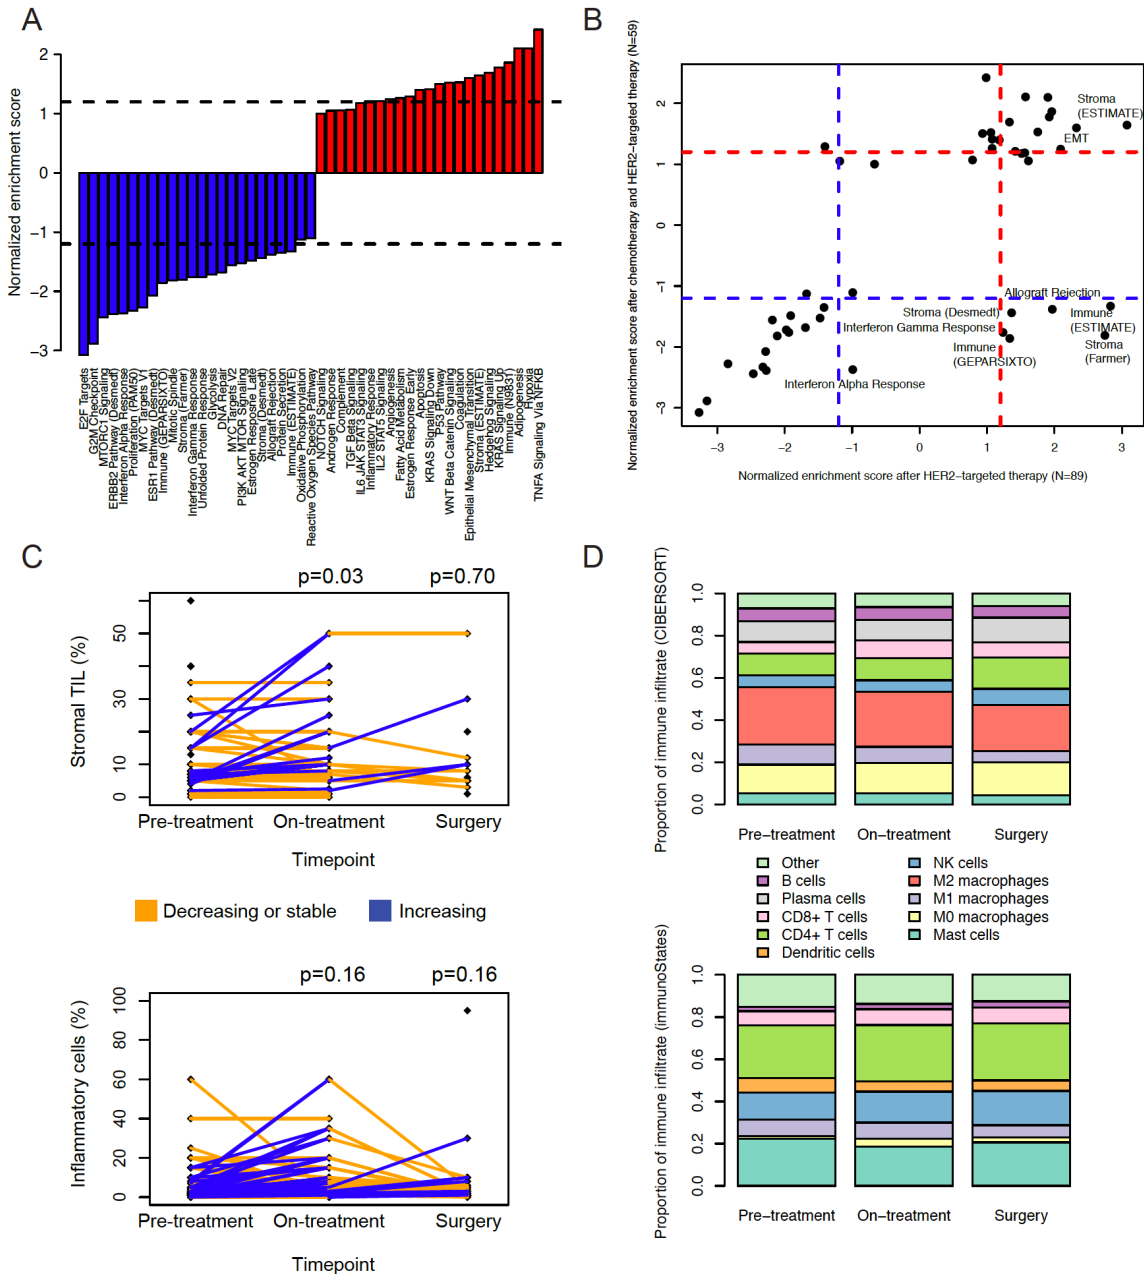 A
Normalized enrichment score
2
1
0
−1
−2
−3
E2F Targets
G2M Checkpoint
MTORC1 Signaling
ERBB2 Pathway (Desmedt)
Interferon Alpha Response
Proliferation (PAM50)
MYC Targets V1
ESR1 Pathway (Desmedt)
Immune (GEPARSIXTO)
Mitotic Spindle
Stroma (Farmer)
Interferon Gamma Response
Unfolded Protein Response
Glycolysis
DNA Repair
MYC Targets V2
PI3K AKT MTOR Signaling
Estrogen Response Late
Stroma (Desmedt)
Allograft Rejection
Protein Secretion
Immune (ESTIMATE)
Oxidative Phosphorylation
Reactive Oxygen Species Pathway
NOTCH Signaling
Androgen Response
Complement
TGF Beta Signaling
IL6 JAK STAT3 Signaling
Inflammatory Response
IL2 STAT5 Signaling
Angiogenesis
Fatty Acid Metabolism
Estrogen Response Early
Apoptosis
KRAS Signaling Down
P53 Pathway
WNT Beta Catenin Signaling
Coagulation
Epithelial Mesenchymal Transition
Stroma (ESTIMATE)
Hedgehog Signaling
KRAS Signaling Up
Immune (N9831)
Adipogenesis
Hypoxia
TNFA Signaling Via NFKB
B
Normalized enrichment score after chemotherapy and HER2−targeted therapy (N=59)
2
1
0
−1
−2
−3
Stroma
(ESTIMATE)
EMT
Allograft Rejection
Stroma (Desmedt)
Immune
(ESTIMATE)
Interferon Gamma Response
Immune
(GEPARSIXTO)
Stroma
(Farmer)
Interferon Alpha Response
−3 −2 −1 0 1 2 3
Normalized enrichment score after HER2−targeted therapy (N=89)
C
p=0.03 p=0.70
Stromal TIL (%)
50
30
10
0
Pre-treatment On-treatment Surgery
Timepoint
Decreasing or stable Increasing
p=0.16 p=0.16
Inflammatory cells (%)
100
80
60
40
20
0
Pre-treatment On-treatment Surgery
Timepoint
D
Proportion of immune infiltrate (CIBERSORT)
1.0
0.8
0.6
0.4
0.2
0.0
Pre−treatment On−treatment Surgery
Other
B cells
Plasma cells
CD8+ T cells
CD4+ T cells
Dendritic cells
NK cells
M2 macrophages
M1 macrophages
M0 macrophages
Mast cells
Proportion of immune infiltrate (immunoStates)
1.0
0.8
0.6
0.4
0.2
0.0
Pre−treatment On−treatment Surgery